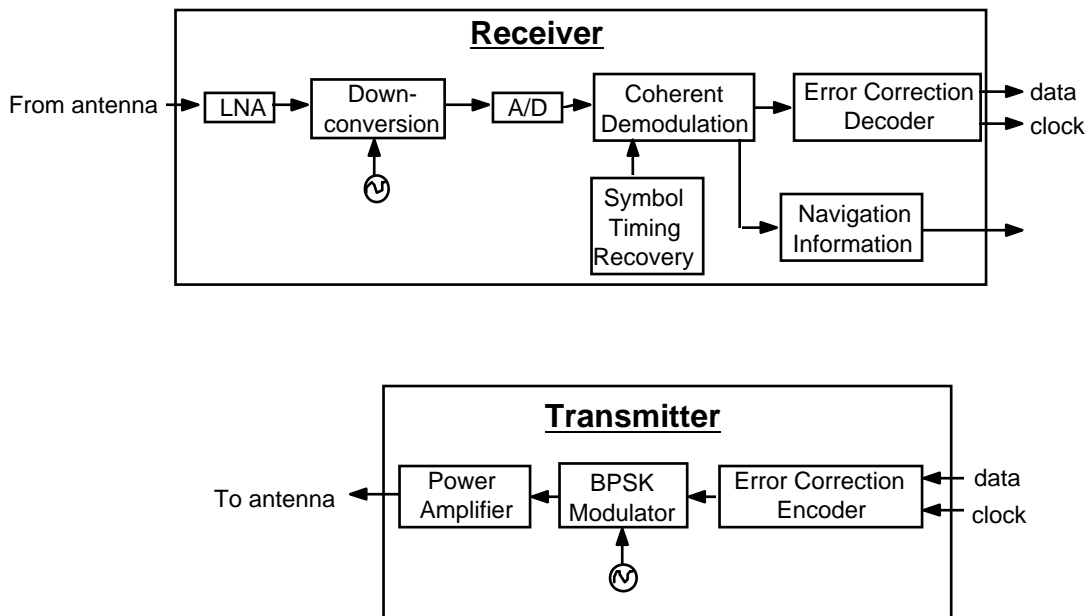 Receiver
From antenna
LNA
Down-
conversion
A/D
Coherent
Demodulation
Error Correction
Decoder
data
clock
Symbol
Timing
Recovery
Navigation
Information
Transmitter
To antenna
Power
Amplifier
BPSK
Modulator
Error Correction
Encoder
data
clock